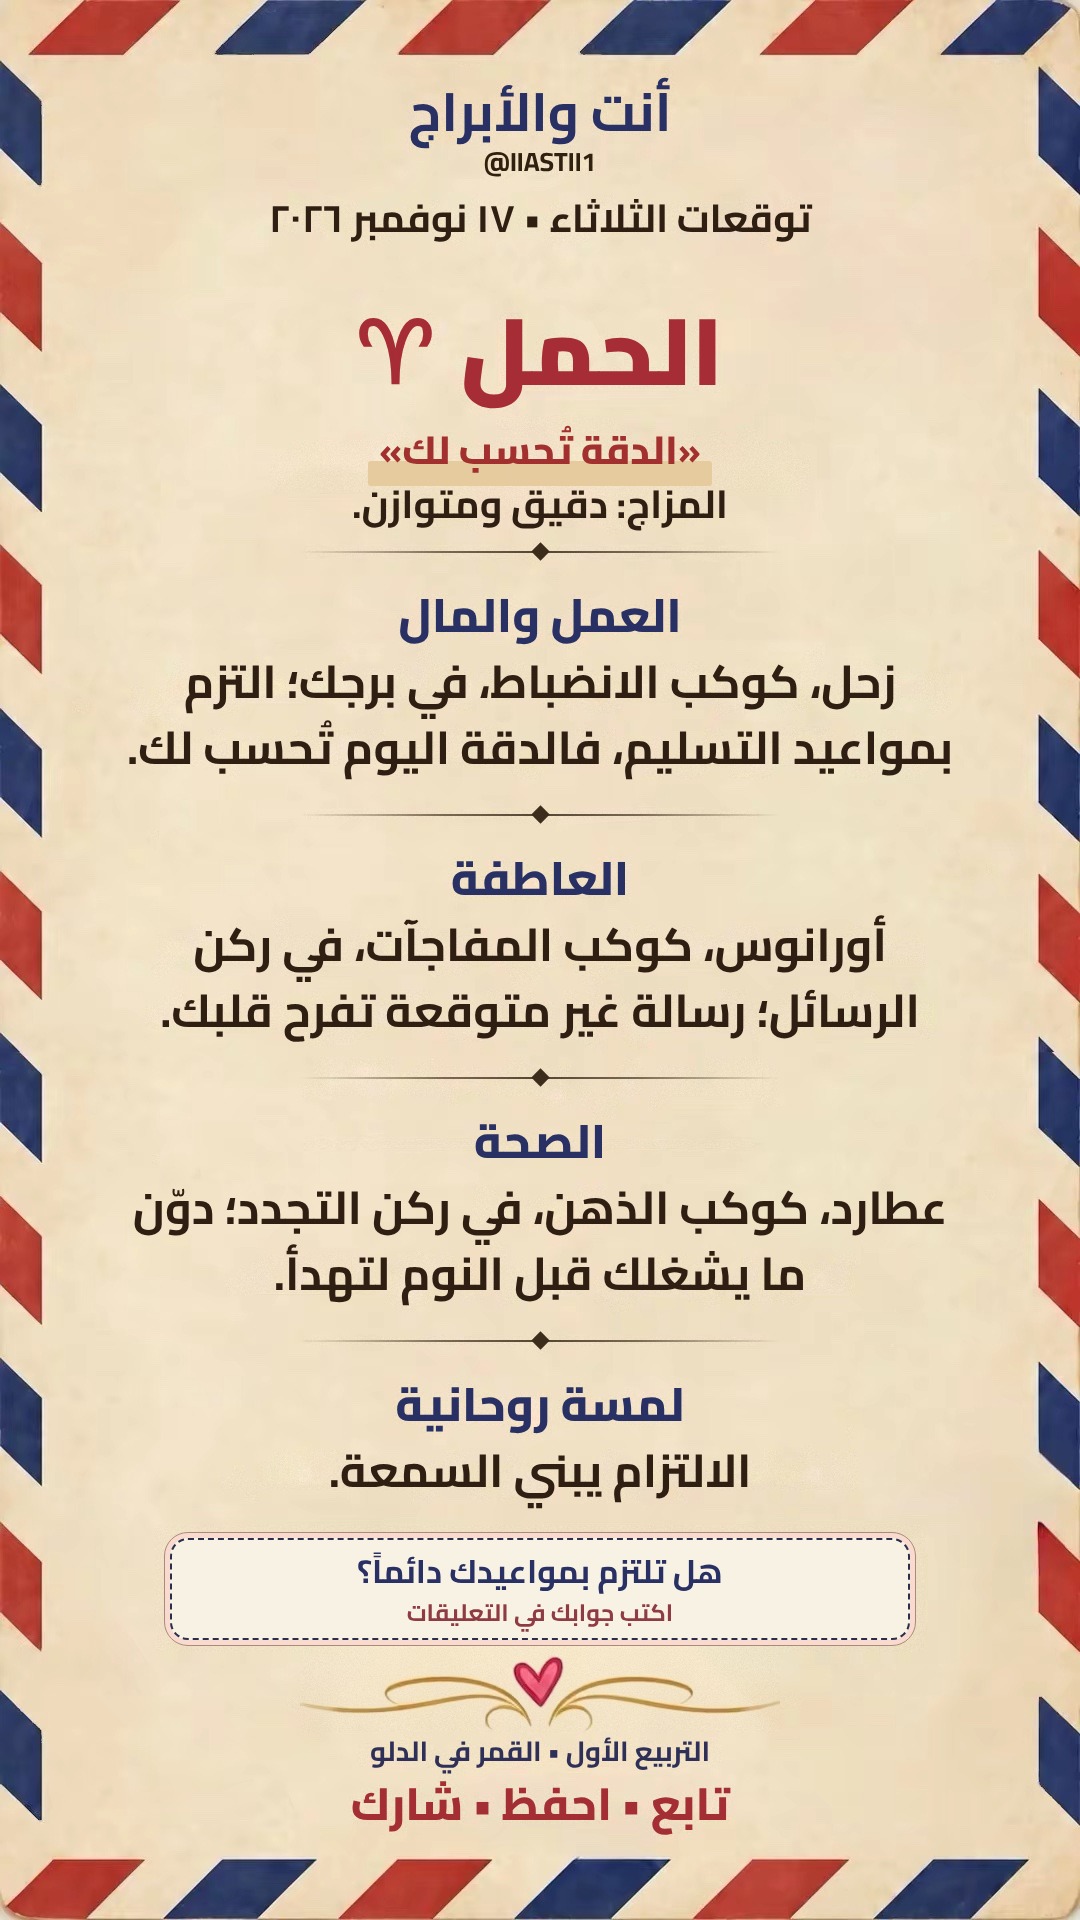 أنت والأبراج
@IIASTII1
توقعات الثلاثاء ▪ ١٧ نوفمبر ٢٠٢٦
الحمل ♈
«الدقة تُحسب لك»
المزاج: دقيق ومتوازن.
العمل والمال
زحل، كوكب الانضباط، في برجك؛ التزم
بمواعيد التسليم، فالدقة اليوم تُحسب لك.
العاطفة
أورانوس، كوكب المفاجآت، في ركن
الرسائل؛ رسالة غير متوقعة تفرح قلبك.
الصحة
عطارد، كوكب الذهن، في ركن التجدد؛ دوّن
ما يشغلك قبل النوم لتهدأ.
لمسة روحانية
الالتزام يبني السمعة.
هل تلتزم بمواعيدك دائماً؟
اكتب جوابك في التعليقات
التربيع الأول ▪ القمر في الدلو
تابع ▪ احفظ ▪ شارك